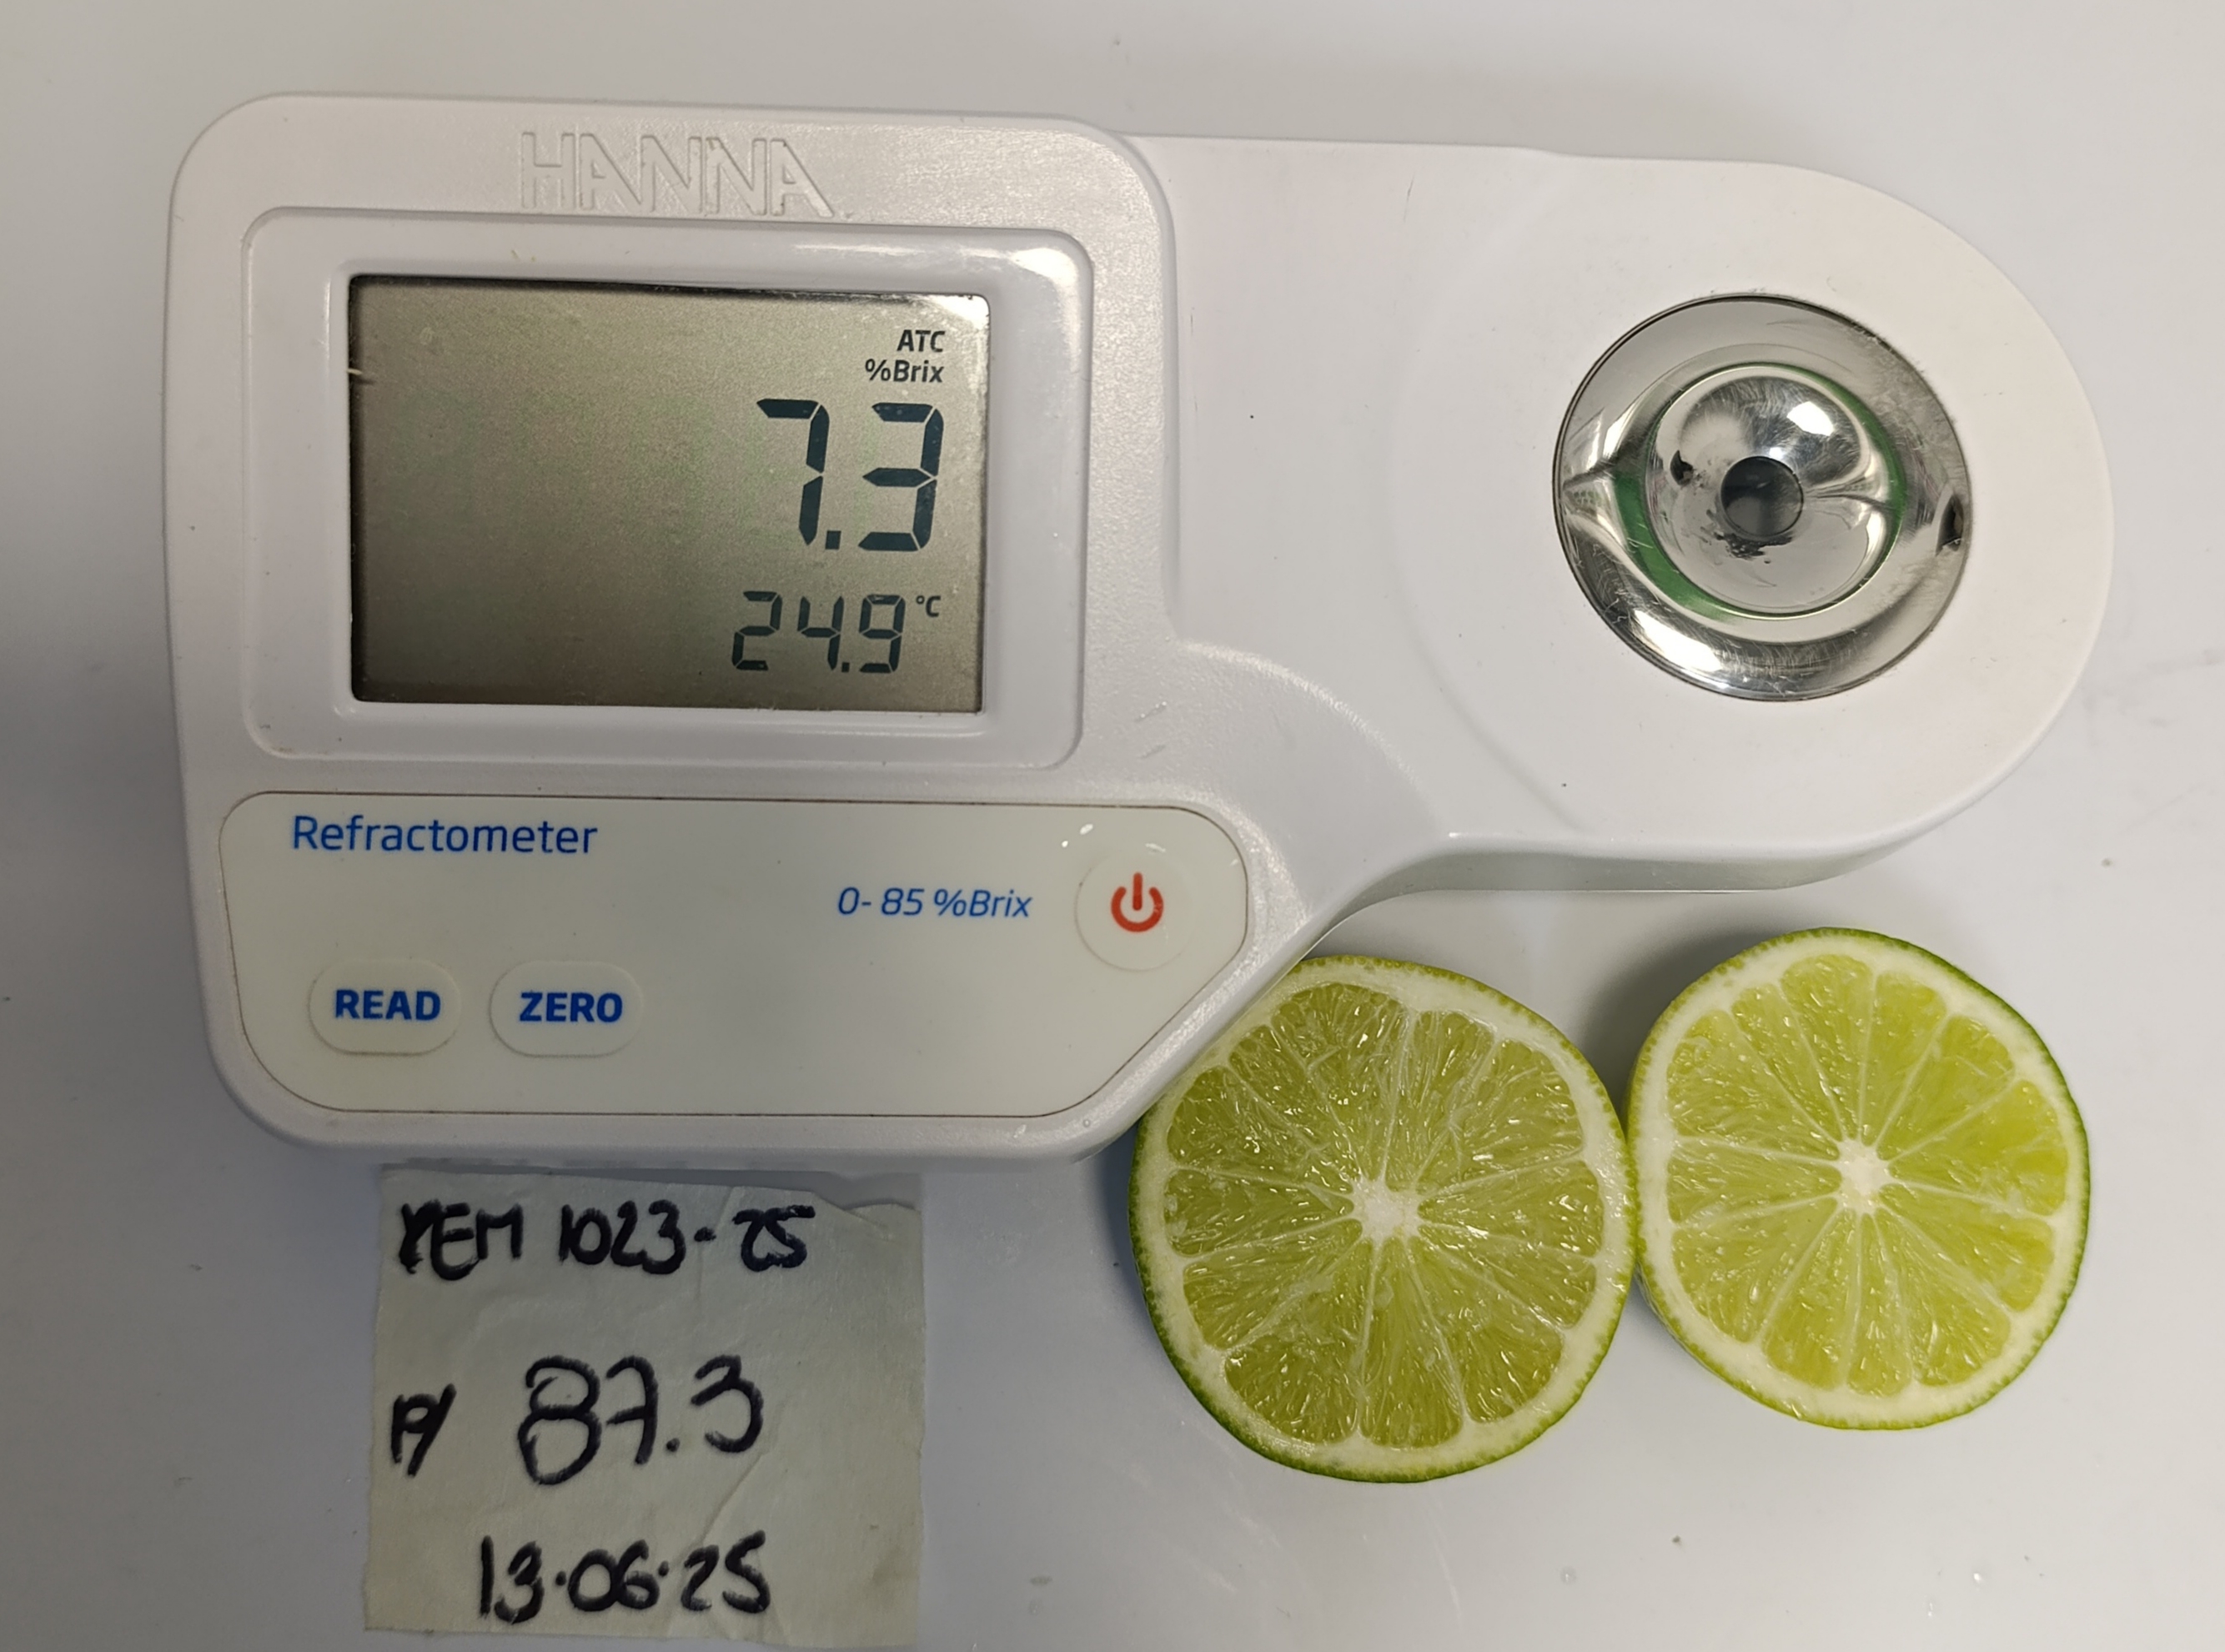 HANNA
ATC
%Brix
7.3
24.9 °C
Refractometer
0- 85 %Brix
READ ZERO
XEM 1023-25
P/ 87.3
13.06.25